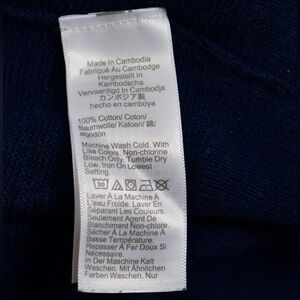 Made In Cambodia
Fabriqué Au Cambodge
Hergestellt in
Kambodscha
Vervaardigd In Cambodja
カンボジア製
hecho en camboya
100% Cotton/ Coton/
Baumwolle/ Katoen/ 綿/
algodón
Machine Wash Cold. With
Like Colors. Non-chlorine
Bleach Only. Tumble Dry
Low. Iron On Lowest
Setting.
30
Laver À La Machine À
L'eau Froide. Laver En
Séparant Les Couleurs.
Seulement Agent De
Blanchiment Non-chlore.
Sécher À La Machine À
Basse Température.
Repasser À Fer Doux Si
Nécessaire.
In Der Maschine Kalt
Waschen. Mit Ähnlichen
Farben Waschen. Nur